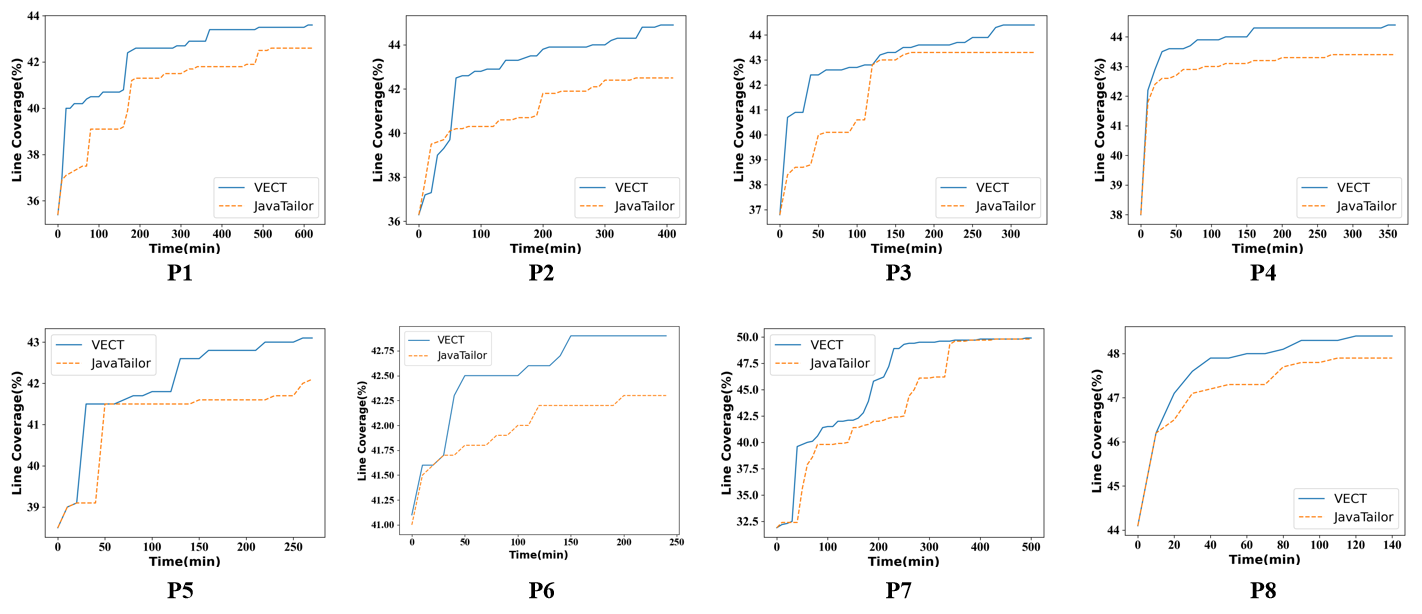 44
42
40
38
36
Line Coverage(%)
VECT
JavaTailor
0 100 200 300 400 500 600
Time(min)
P1
44
42
40
38
36
Line Coverage(%)
VECT
JavaTailor
0 100 200 300 400
Time(min)
P2
44
43
42
41
40
39
38
37
Line Coverage(%)
VECT
JavaTailor
0 50 100 150 200 250 300
Time(min)
P3
44
43
42
41
40
39
38
Line Coverage(%)
VECT
JavaTailor
0 50 100 150 200 250 300 350
Time(min)
P4
43
42
41
40
39
Line Coverage(%)
VECT
JavaTailor
0 50 100 150 200 250
Time(min)
P5
42.75
42.50
42.25
42.00
41.75
41.50
41.25
41.00
Line Coverage(%)
VECT
JavaTailor
0 50 100 150 200 250
Time(min)
P6
50.0
47.5
45.0
42.5
40.0
37.5
35.0
32.5
Line Coverage(%)
VECT
JavaTailor
0 100 200 300 400 500
Time(min)
P7
48
47
46
45
44
Line Coverage(%)
VECT
JavaTailor
0 20 40 60 80 100 120 140
Time(min)
P8